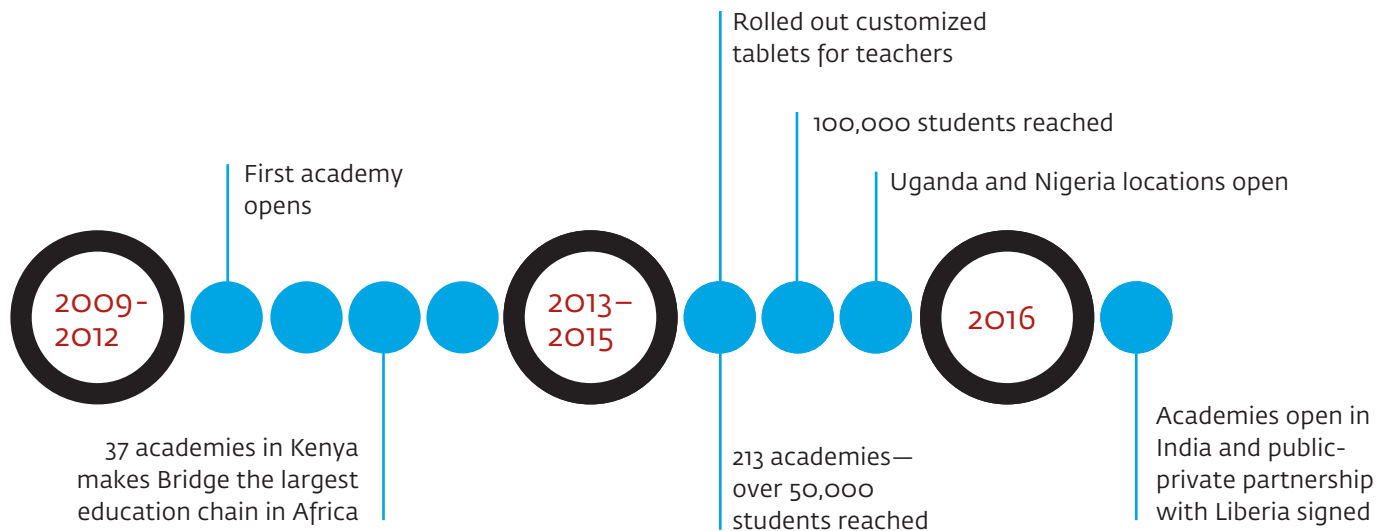 Rolled out customized
tablets for teachers
100,000 students reached
First academy
opens
Uganda and Nigeria locations open
2009-
2012
2013–
2015
2016
37 academies in Kenya
makes Bridge the largest
education chain in Africa
213 academies—
over 50,000
students reached
Academies open in
India and public-
private partnership
with Liberia signed